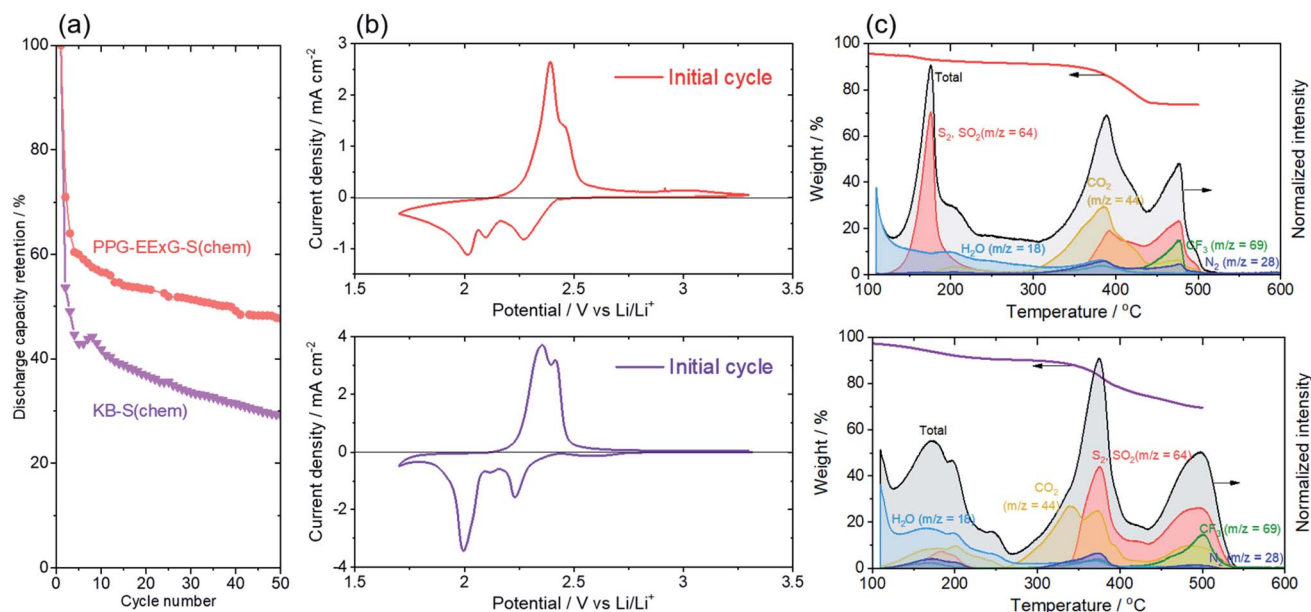 (a)
100
80
60
40
20
0
Discharge capacity retention / %
PPG-EExG-S(chem)
KB-S(chem)
0 10 20 30 40 50
Cycle number
(b)
3
2
1
0
-1
-2
Current density / mA cm⁻²
Initial cycle
1.5 2 2.5 3 3.5
Potential / V vs Li/Li⁺
4
2
0
-2
-4
Current density / mA cm⁻²
Initial cycle
1.5 2 2.5 3 3.5
Potential / V vs Li/Li⁺
(c)
100
80
60
40
20
0
Weight / %
Normalized intensity
Total
S₂, SO₂(m/z = 64)
CO₂
(m/z = 44)
H₂O (m/z = 18)
CF₃ (m/z = 69)
N₂ (m/z = 28)
100 200 300 400 500 600
Temperature / °C
100
80
60
40
20
0
Weight / %
Normalized intensity
Total
S₂, SO₂(m/z = 64)
CO₂
(m/z = 44)
H₂O (m/z = 18)
CF₃ (m/z = 69)
N₂ (m/z = 28)
100 200 300 400 500 600
Temperature / °C